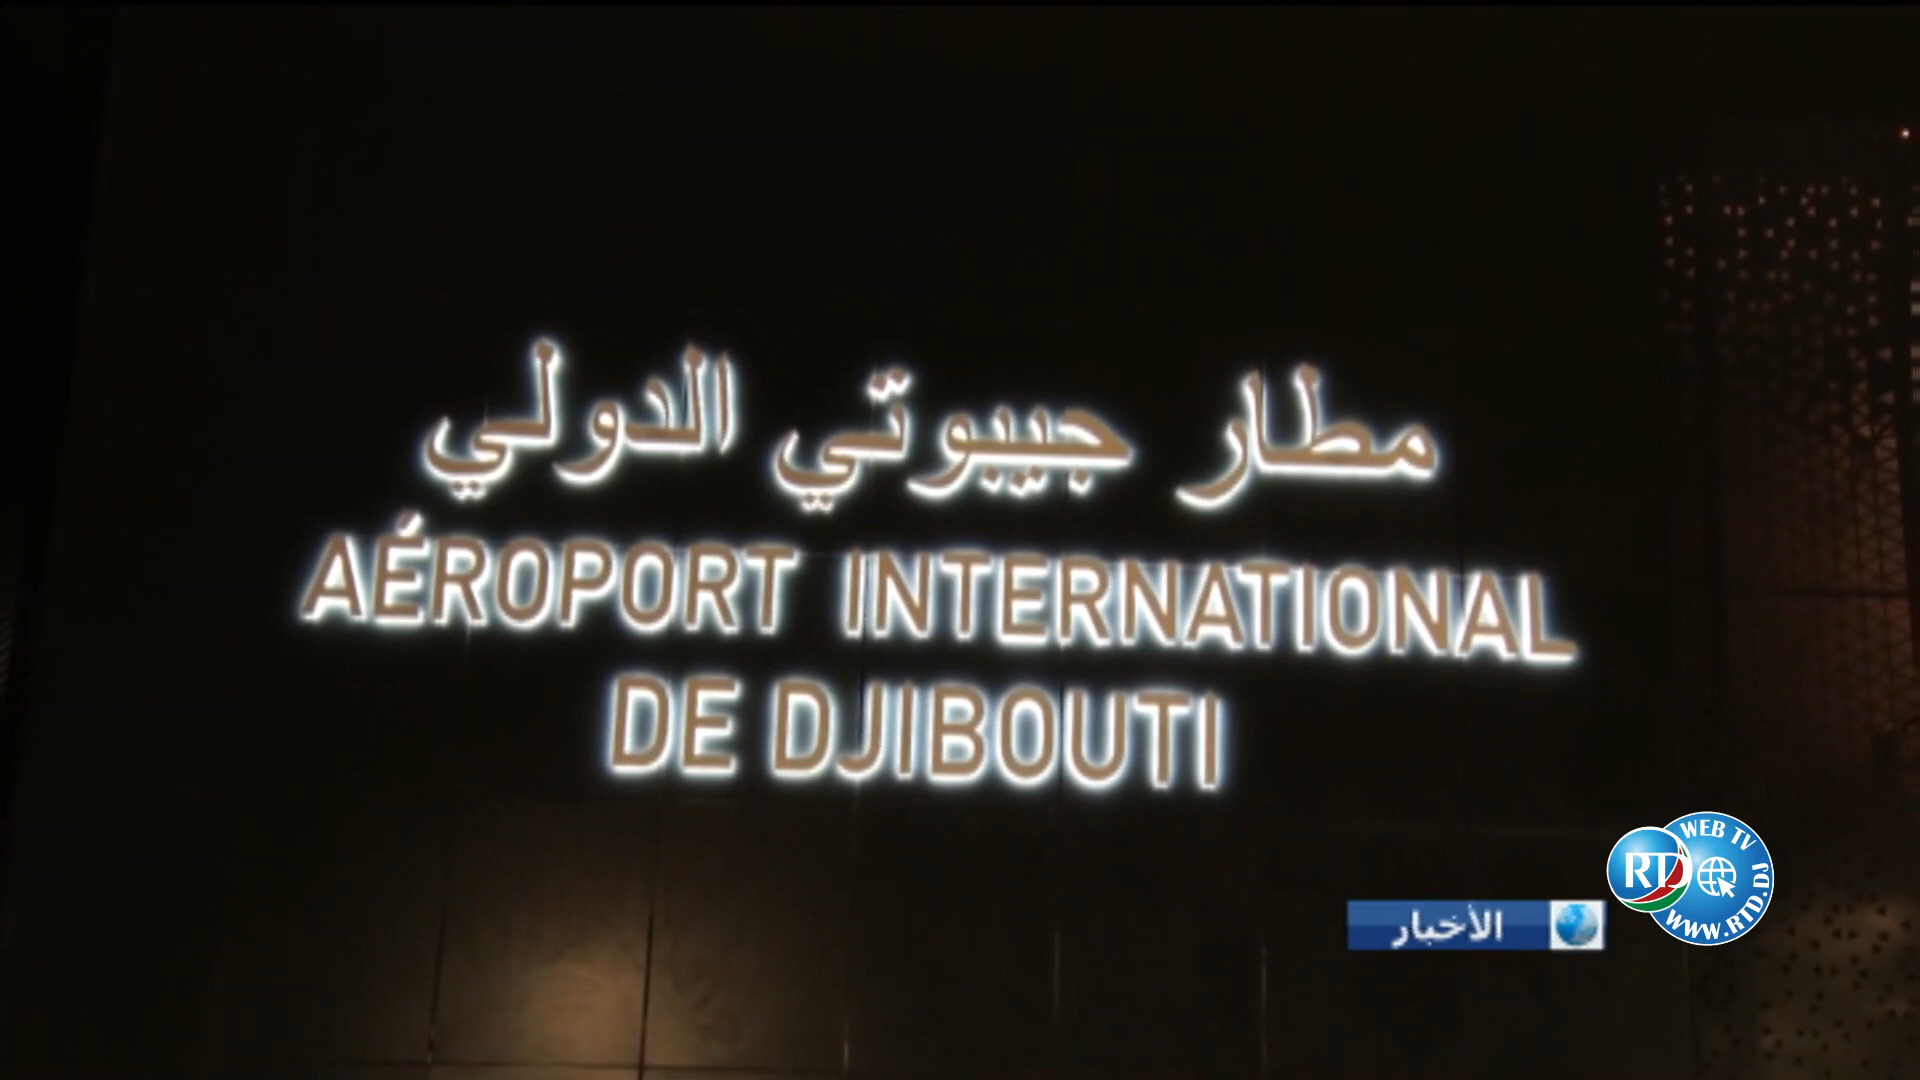 مطار جيبوتي الدولي
AÉROPORT INTERNATIONAL
DE DJIBOUTI
WEB TV
RTD
WWW.RTD.DJ
الأخبار